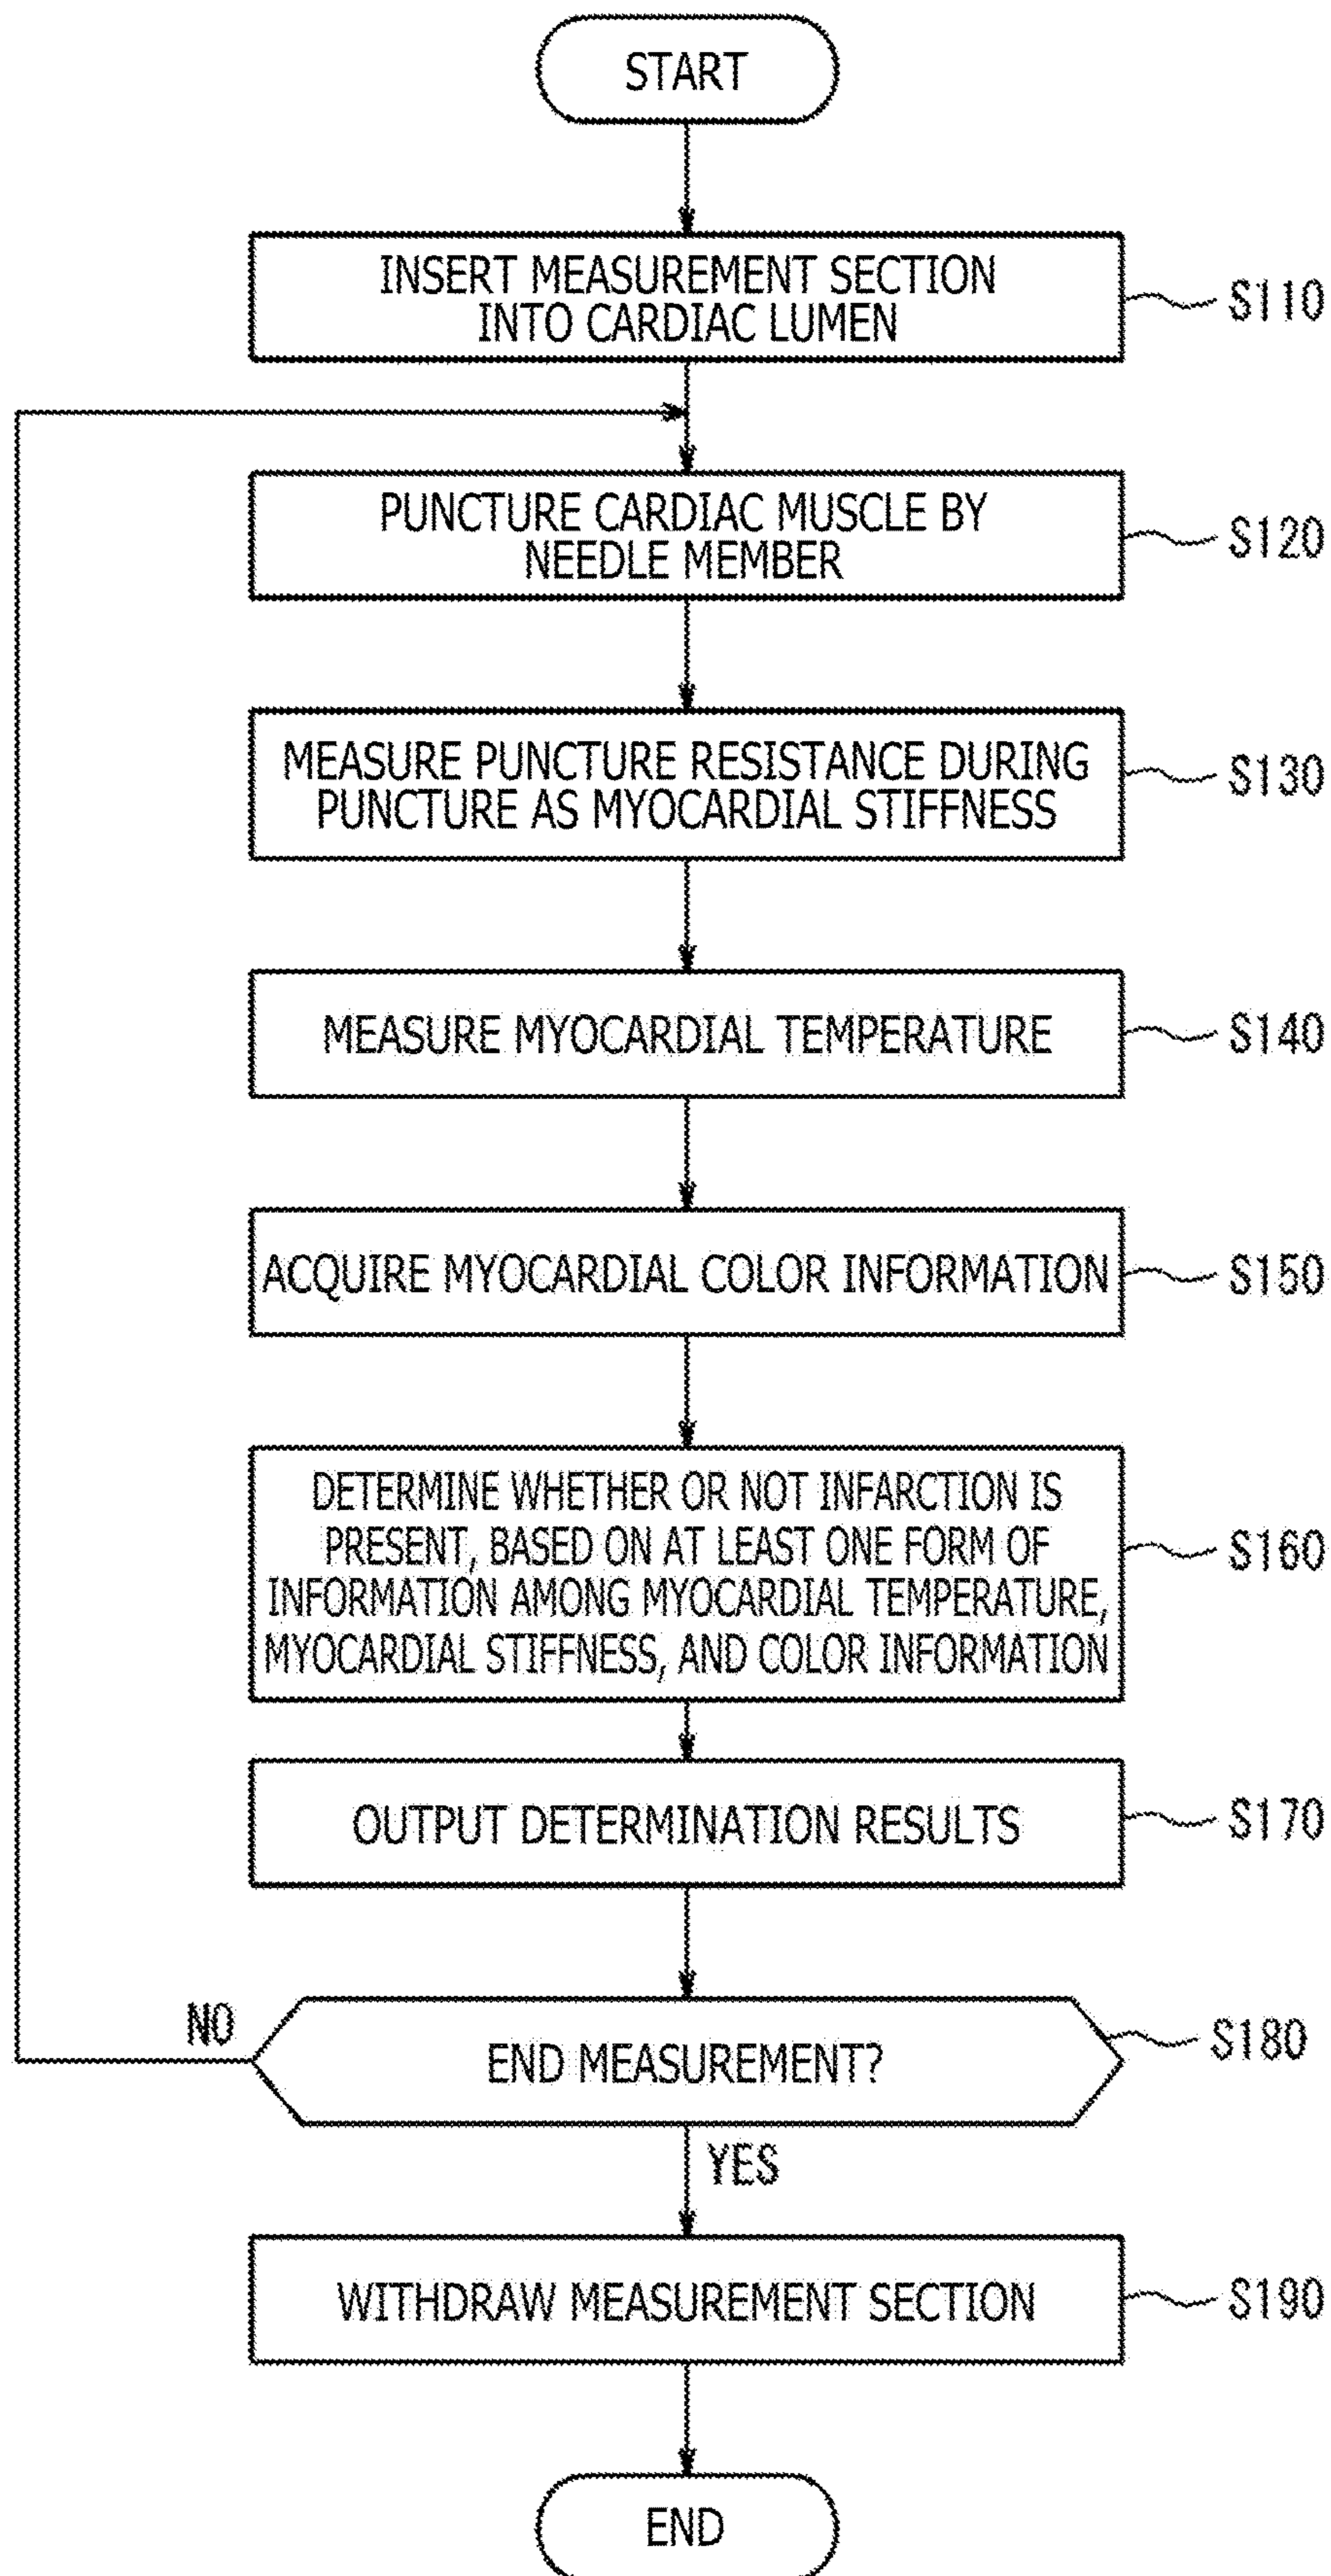 START
INSERT MEASUREMENT SECTION
INTO CARDIAC LUMEN
S110
PUNCTURE CARDIAC MUSCLE BY
NEEDLE MEMBER
S120
MEASURE PUNCTURE RESISTANCE DURING
PUNCTURE AS MYOCARDIAL STIFFNESS
S130
MEASURE MYOCARDIAL TEMPERATURE
S140
ACQUIRE MYOCARDIAL COLOR INFORMATION
S150
DETERMINE WHETHER OR NOT INFARCTION IS
PRESENT, BASED ON AT LEAST ONE FORM OF
INFORMATION AMONG MYOCARDIAL TEMPERATURE,
MYOCARDIAL STIFFNESS, AND COLOR INFORMATION
S160
OUTPUT DETERMINATION RESULTS
S170
NO
END MEASUREMENT?
S180
YES
WITHDRAW MEASUREMENT SECTION
S190
END